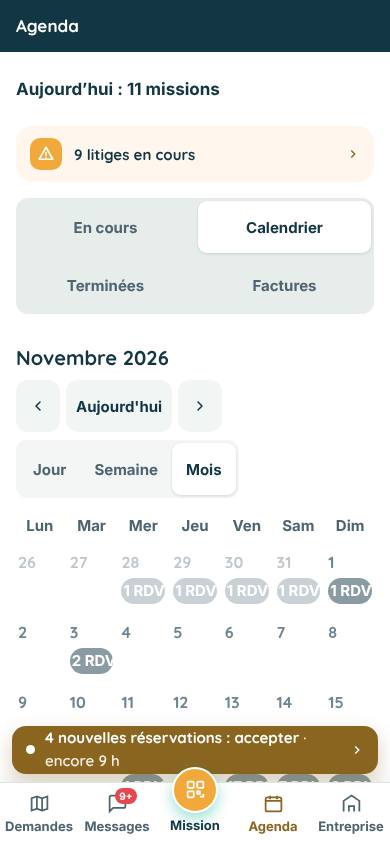 Agenda
Aujourd’hui : 11 missions
9 litiges en cours
En cours Calendrier
Terminées Factures
Novembre 2026
Aujourd'hui
Jour Semaine Mois
Lun Mar Mer Jeu Ven Sam Dim
26 27 28 29 30 31 1
1 RDV 1 RDV 1 RDV 1 RDV 1 RDV
2 3 4 5 6 7 8
2 RDV
9 10 11 12 13 14 15
4 nouvelles réservations : accepter ·
encore 9 h
9+
Demandes Messages Mission Agenda Entreprise